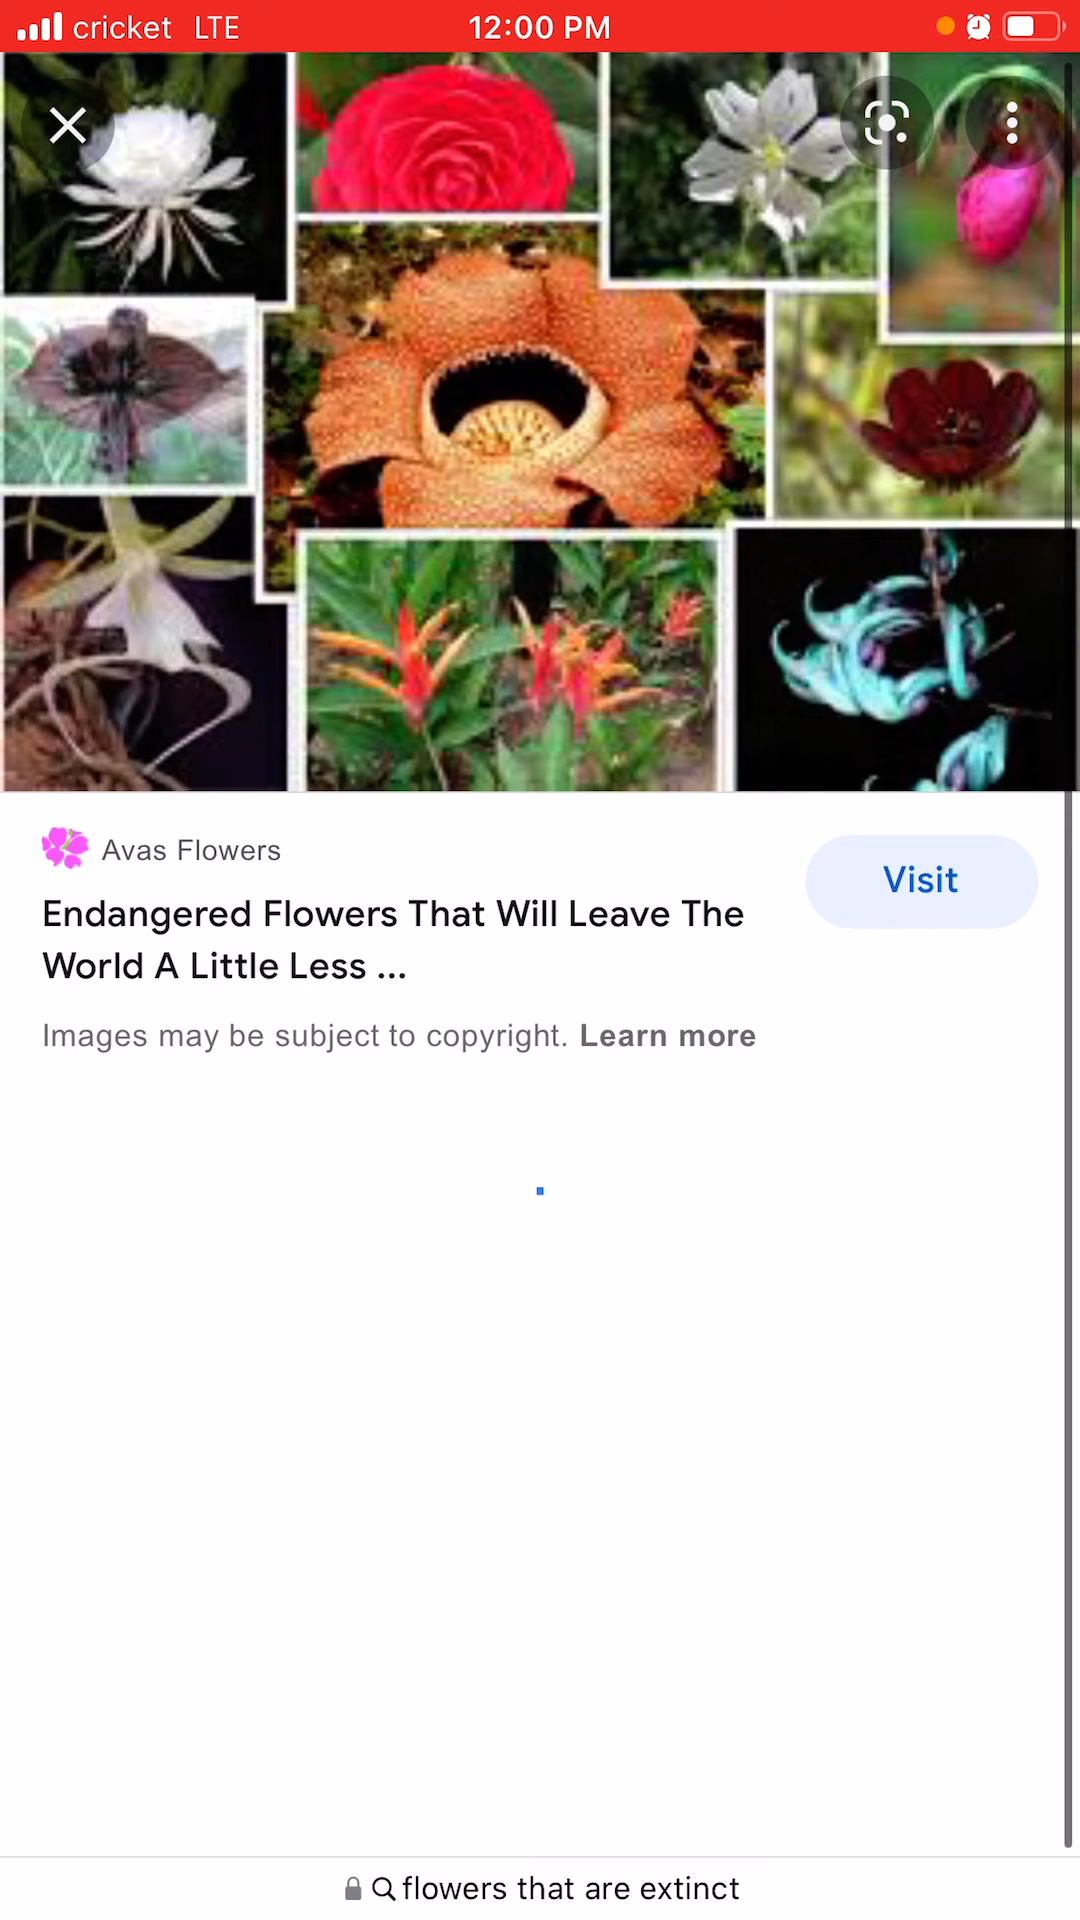 cricket LTE 12:00 PM
Avas Flowers
Visit
Endangered Flowers That Will Leave The
World A Little Less ...
Images may be subject to copyright. Learn more
flowers that are extinct